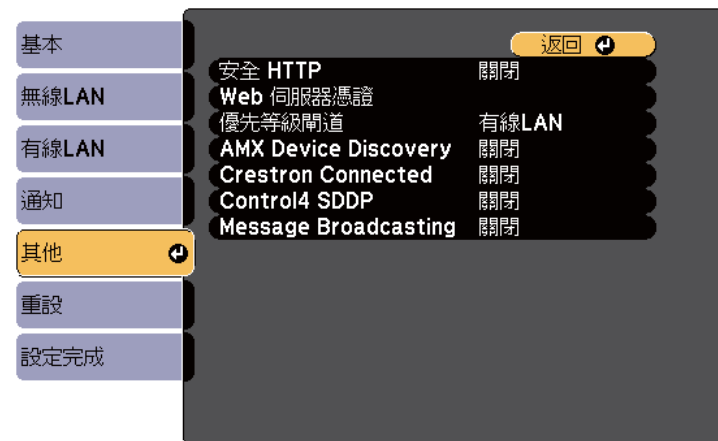 基本
無線LAN
有線LAN
通知
其他
重設
設定完成
返回
安全 HTTP 關閉
Web 伺服器憑證
優先等級閘道 有線LAN
AMX Device Discovery 關閉
Crestron Connected 關閉
Control4 SDDP 關閉
Message Broadcasting 關閉